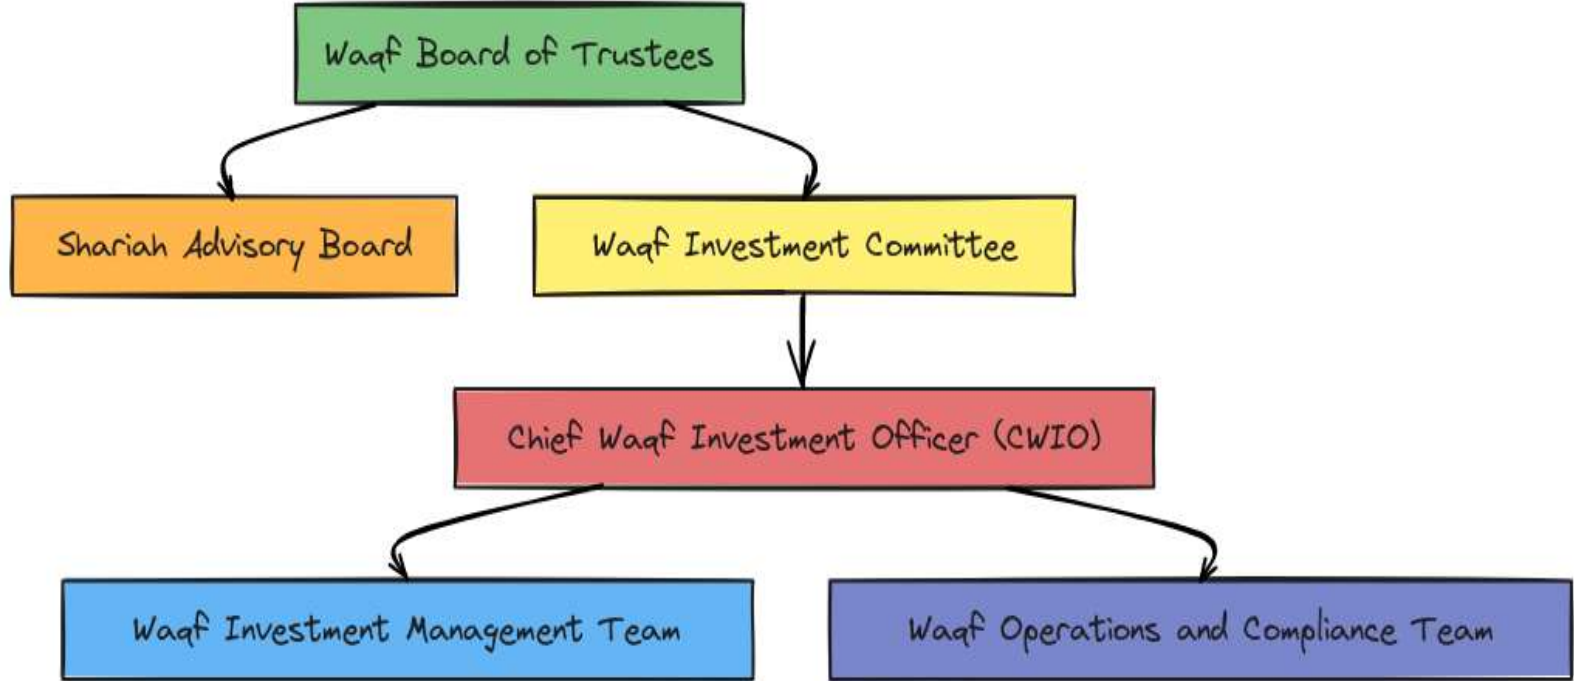 Waqf Board of Trustees
Shariah Advisory Board
Waqf Investment Committee
Chief Waqf Investment Officer (CWIO)
Waqf Investment Management Team
Waqf Operations and Compliance Team